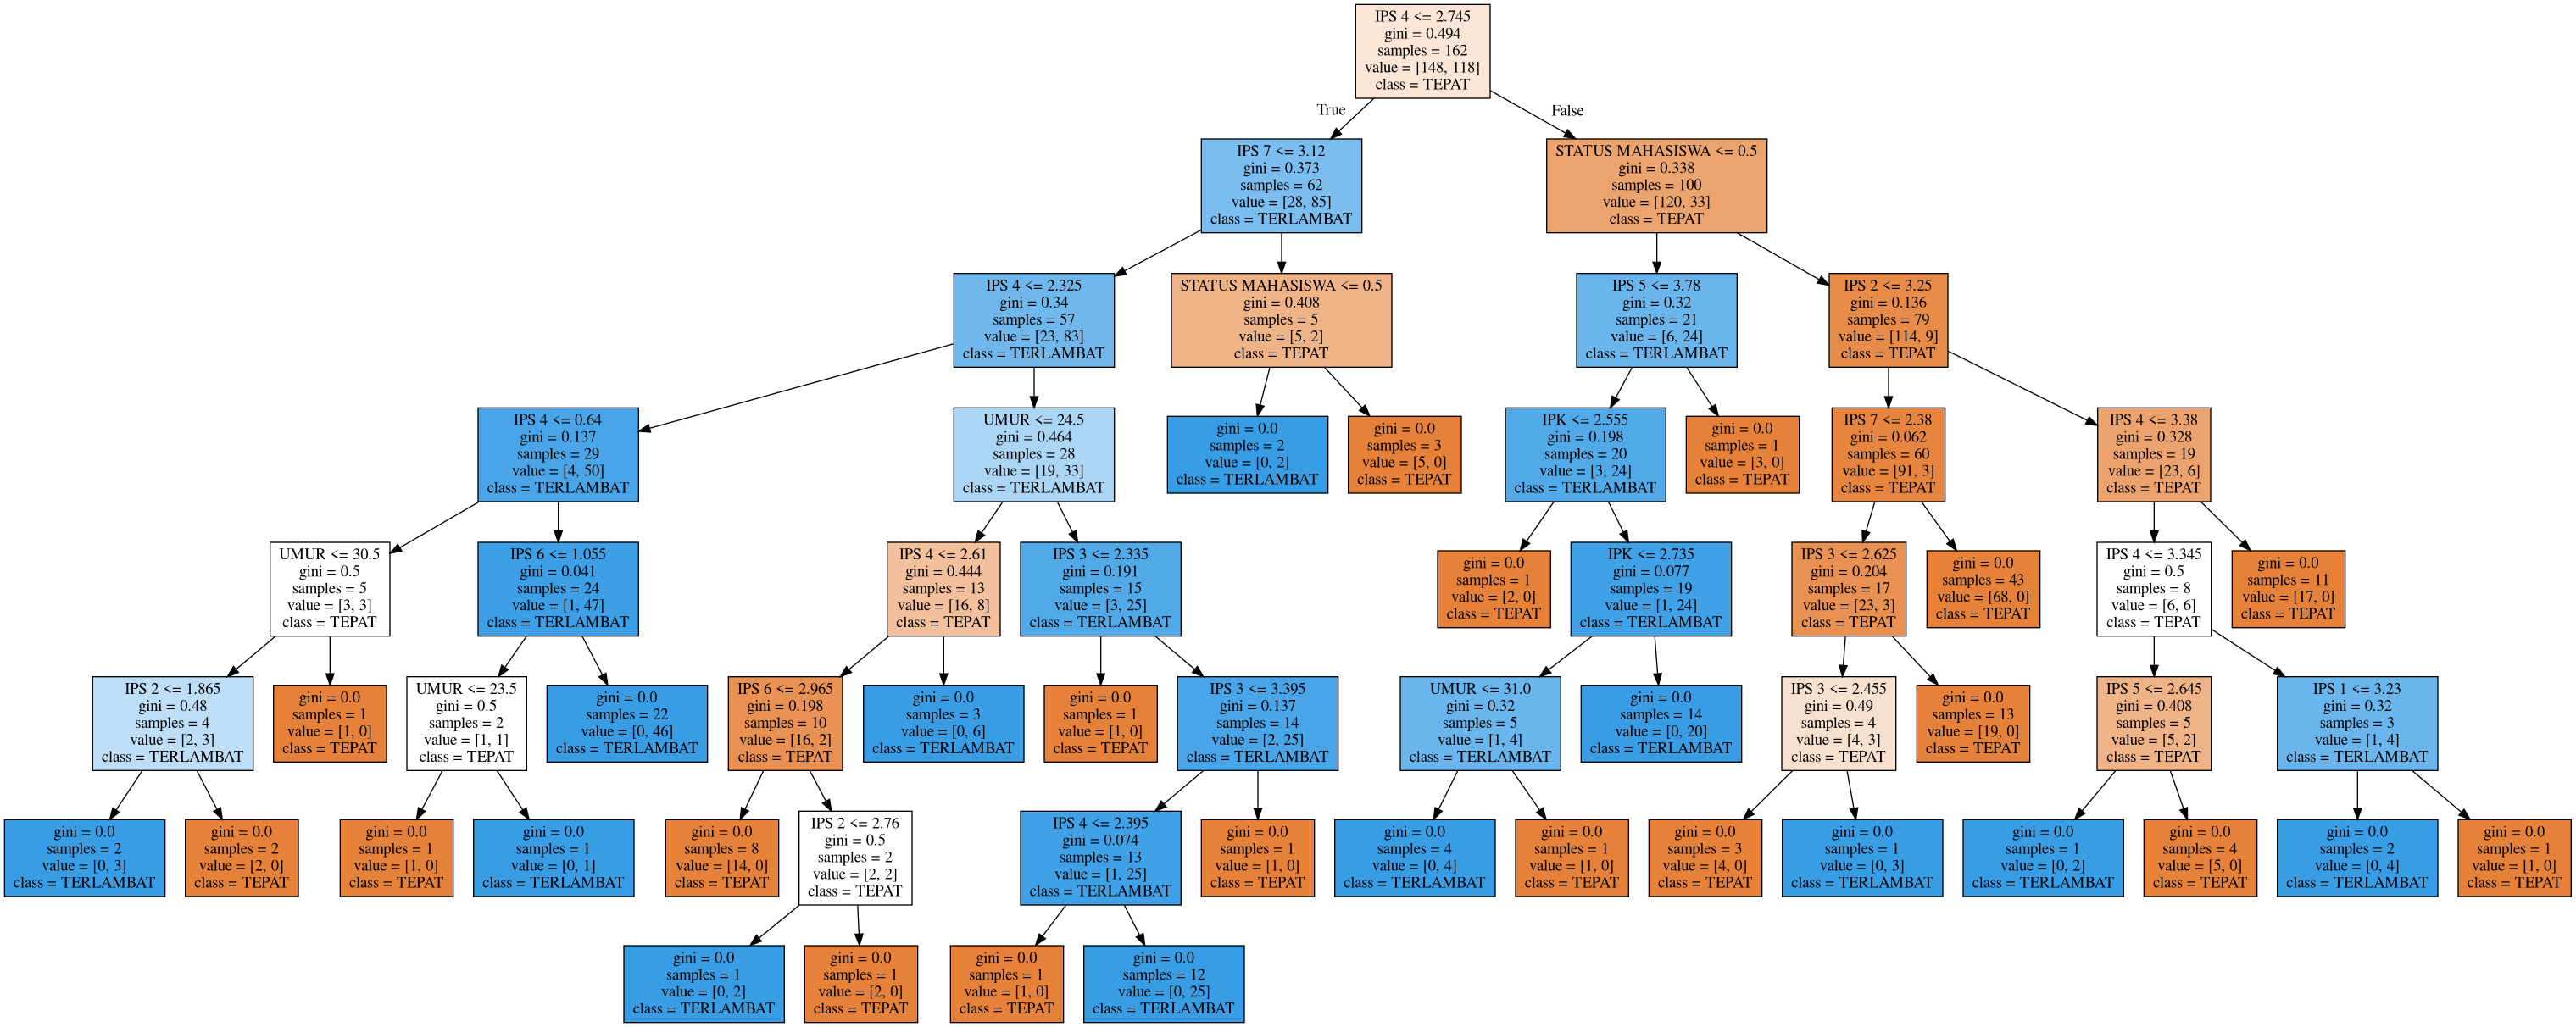 IPS 4 <= 2.745
gini = 0.494
samples = 162
value = [148, 118]
class = TEPAT
True
False
IPS 7 <= 3.12
gini = 0.373
samples = 62
value = [28, 85]
class = TERLAMBAT
STATUS MAHASISWA <= 0.5
gini = 0.338
samples = 100
value = [120, 33]
class = TEPAT
IPS 4 <= 2.325
gini = 0.34
samples = 57
value = [23, 83]
class = TERLAMBAT
STATUS MAHASISWA <= 0.5
gini = 0.408
samples = 5
value = [5, 2]
class = TEPAT
IPS 5 <= 3.78
gini = 0.32
samples = 21
value = [6, 24]
class = TERLAMBAT
IPS 2 <= 3.25
gini = 0.136
samples = 79
value = [114, 9]
class = TEPAT
IPS 4 <= 0.64
gini = 0.137
samples = 29
value = [4, 50]
class = TERLAMBAT
UMUR <= 24.5
gini = 0.464
samples = 28
value = [19, 33]
class = TERLAMBAT
gini = 0.0
samples = 2
value = [0, 2]
class = TERLAMBAT
gini = 0.0
samples = 3
value = [5, 0]
class = TEPAT
IPK <= 2.555
gini = 0.198
samples = 20
value = [3, 24]
class = TERLAMBAT
gini = 0.0
samples = 1
value = [3, 0]
class = TEPAT
IPS 7 <= 2.38
gini = 0.062
samples = 60
value = [91, 3]
class = TEPAT
IPS 4 <= 3.38
gini = 0.328
samples = 19
value = [23, 6]
class = TEPAT
UMUR <= 30.5
gini = 0.5
samples = 5
value = [3, 3]
class = TEPAT
IPS 6 <= 1.055
gini = 0.041
samples = 24
value = [1, 47]
class = TERLAMBAT
IPS 4 <= 2.61
gini = 0.444
samples = 13
value = [16, 8]
class = TEPAT
IPS 3 <= 2.335
gini = 0.191
samples = 15
value = [3, 25]
class = TERLAMBAT
gini = 0.0
samples = 1
value = [2, 0]
class = TEPAT
IPK <= 2.735
gini = 0.077
samples = 19
value = [1, 24]
class = TERLAMBAT
IPS 3 <= 2.625
gini = 0.204
samples = 17
value = [23, 3]
class = TEPAT
gini = 0.0
samples = 43
value = [68, 0]
class = TEPAT
IPS 4 <= 3.345
gini = 0.5
samples = 8
value = [6, 6]
class = TEPAT
gini = 0.0
samples = 11
value = [17, 0]
class = TEPAT
IPS 2 <= 1.865
gini = 0.48
samples = 4
value = [2, 3]
class = TERLAMBAT
gini = 0.0
samples = 1
value = [1, 0]
class = TEPAT
UMUR <= 23.5
gini = 0.5
samples = 2
value = [1, 1]
class = TEPAT
gini = 0.0
samples = 22
value = [0, 46]
class = TERLAMBAT
IPS 6 <= 2.965
gini = 0.198
samples = 10
value = [16, 2]
class = TEPAT
gini = 0.0
samples = 3
value = [0, 6]
class = TERLAMBAT
gini = 0.0
samples = 1
value = [1, 0]
class = TEPAT
IPS 3 <= 3.395
gini = 0.137
samples = 14
value = [2, 25]
class = TERLAMBAT
UMUR <= 31.0
gini = 0.32
samples = 5
value = [1, 4]
class = TERLAMBAT
gini = 0.0
samples = 14
value = [0, 20]
class = TERLAMBAT
IPS 3 <= 2.455
gini = 0.49
samples = 4
value = [4, 3]
class = TEPAT
gini = 0.0
samples = 13
value = [19, 0]
class = TEPAT
IPS 5 <= 2.645
gini = 0.408
samples = 5
value = [5, 2]
class = TEPAT
IPS 1 <= 3.23
gini = 0.32
samples = 3
value = [1, 4]
class = TERLAMBAT
gini = 0.0
samples = 2
value = [0, 3]
class = TERLAMBAT
gini = 0.0
samples = 2
value = [2, 0]
class = TEPAT
gini = 0.0
samples = 1
value = [1, 0]
class = TEPAT
gini = 0.0
samples = 1
value = [0, 1]
class = TERLAMBAT
gini = 0.0
samples = 8
value = [14, 0]
class = TEPAT
IPS 2 <= 2.76
gini = 0.5
samples = 2
value = [2, 2]
class = TEPAT
IPS 4 <= 2.395
gini = 0.074
samples = 13
value = [1, 25]
class = TERLAMBAT
gini = 0.0
samples = 1
value = [1, 0]
class = TEPAT
gini = 0.0
samples = 4
value = [0, 4]
class = TERLAMBAT
gini = 0.0
samples = 1
value = [1, 0]
class = TEPAT
gini = 0.0
samples = 3
value = [4, 0]
class = TEPAT
gini = 0.0
samples = 1
value = [0, 3]
class = TERLAMBAT
gini = 0.0
samples = 1
value = [0, 2]
class = TERLAMBAT
gini = 0.0
samples = 4
value = [5, 0]
class = TEPAT
gini = 0.0
samples = 2
value = [0, 4]
class = TERLAMBAT
gini = 0.0
samples = 1
value = [1, 0]
class = TEPAT
gini = 0.0
samples = 1
value = [0, 2]
class = TERLAMBAT
gini = 0.0
samples = 1
value = [2, 0]
class = TEPAT
gini = 0.0
samples = 1
value = [1, 0]
class = TEPAT
gini = 0.0
samples = 12
value = [0, 25]
class = TERLAMBAT